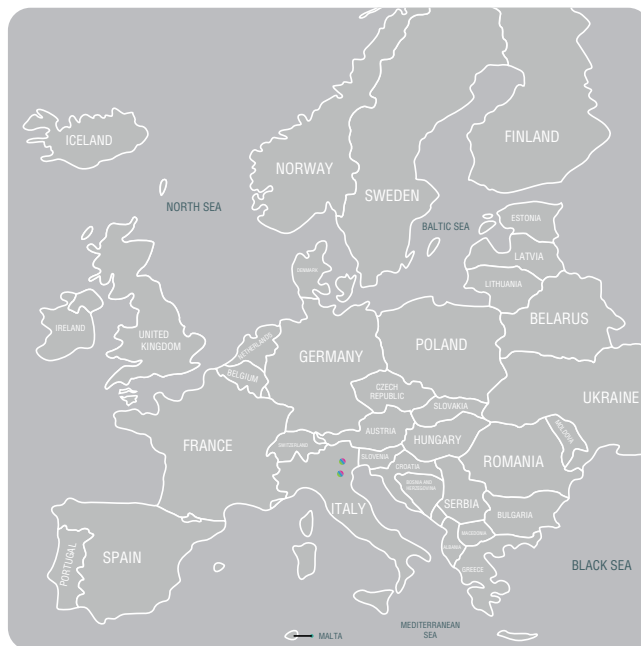 ICELAND
FINLAND
NORWAY
SWEDEN
NORTH SEA
ESTONIA
BALTIC SEA
LATVIA
DENMARK
LITHUANIA
BELARUS
IRELAND
UNITED
KINGDOM
NETHERLANDS
POLAND
GERMANY
BELGIUM
CZECH
REPUBLIC
UKRAINE
SLOVAKIA
AUSTRIA
MOLDOVA
FRANCE
SWITZERLAND
HUNGARY
SLOVENIA
ROMANIA
CROATIA
BOSNIA AND
HERZEGOVINA
SERBIA
ITALY
BULGARIA
MACEDONIA
PORTUGAL
SPAIN
ALBANIA
BLACK SEA
GREECE
MEDITERRANEAN
SEA
MALTA